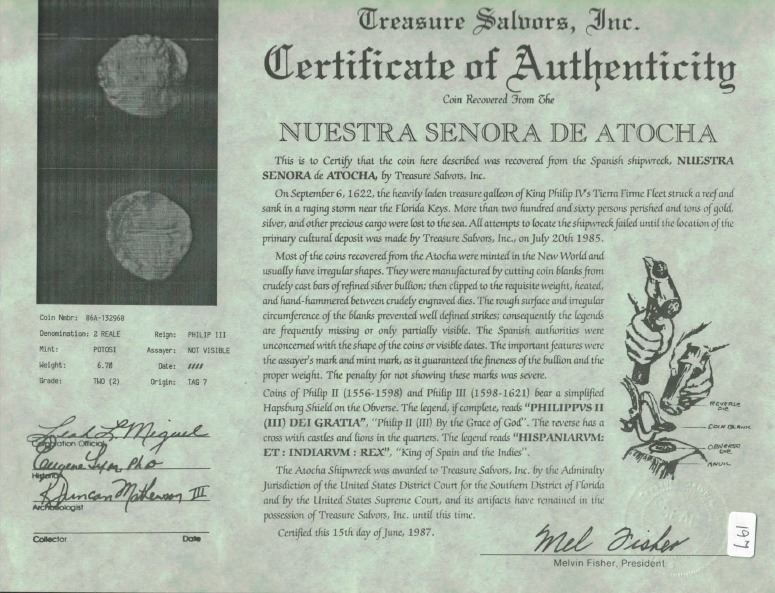 Treasure Salvors, Inc.
Certificate of Authenticity
Coin Recovered From The
NUESTRA SENORA DE ATOCHA
This is to Certify that the coin here described was recovered from the Spanish shipwreck, NUESTRA
SENORA de ATOCHA, by Treasure Salvors, Inc.
On September 6, 1622, the heavily laden treasure galleon of King Philip IV's Tierra Firme Fleet struck a reef and
sank in a raging storm near the Florida Keys. More than two hundred and sixty persons perished and tons of gold,
silver, and other precious cargo were lost to the sea. All attempts to locate the shipwreck failed until the location of the
primary cultural deposit was made by Treasure Salvors, Inc., on July 20th 1985.
Most of the coins recovered from the Atocha were minted in the New World and
usually have irregular shapes. They were manufactured by cutting coin blanks from
crudely cast bars of refined silver bullion; then clipped to the requisite weight, heated,
and hand-hammered between crudely engraved dies. The rough surface and irregular
circumference of the blanks prevented well defined strikes; consequently the legends
are frequently missing or only partially visible. The Spanish authorities were
unconcerned with the shape of the coins or visible dates. The important features were
the assayer's mark and mint mark, as it guaranteed the fineness of the bullion and the
proper weight. The penalty for not showing these marks was severe.
Coins of Philip II (1556-1598) and Philip III (1598-1621) bear a simplified
Hapsburg Shield on the Obverse. The legend, if complete, reads "PHILIPPVS II
(III) DEI GRATIA", "Philip II (III) By the Grace of God". The reverse has a
cross with castles and lions in the quarters. The legend reads "HISPANIARVM:
ET : INDIARVM : REX", "King of Spain and the Indies".
The Atocha Shipwreck was awarded to Treasure Salvors, Inc. by the Admiralty
Jurisdiction of the United States District Court for the Southern District of Florida
and by the United States Supreme Court, and its artifacts have remained in the
possession of Treasure Salvors, Inc. until this time.
Certified this 15th day of June, 1987.
Mel Fisher
Melvin Fisher, President
197
REVERSE DIE
COIN BLANK
OBVERSE DIE
ANVIL
Coin Nmbr: 86A-132960
Denomination: 2 REALE Reign: PHILIP III
Mint: POTOSI Assayer: NOT VISIBLE
Weight: 6.70 Date: ////
Grade: TWO (2) Origin: TAG 7
Leah L Miguel
Corporation Official
Eugene Lyon PhD
Historian
R Duncan Mathewson III
Archaeologist
Collector Date